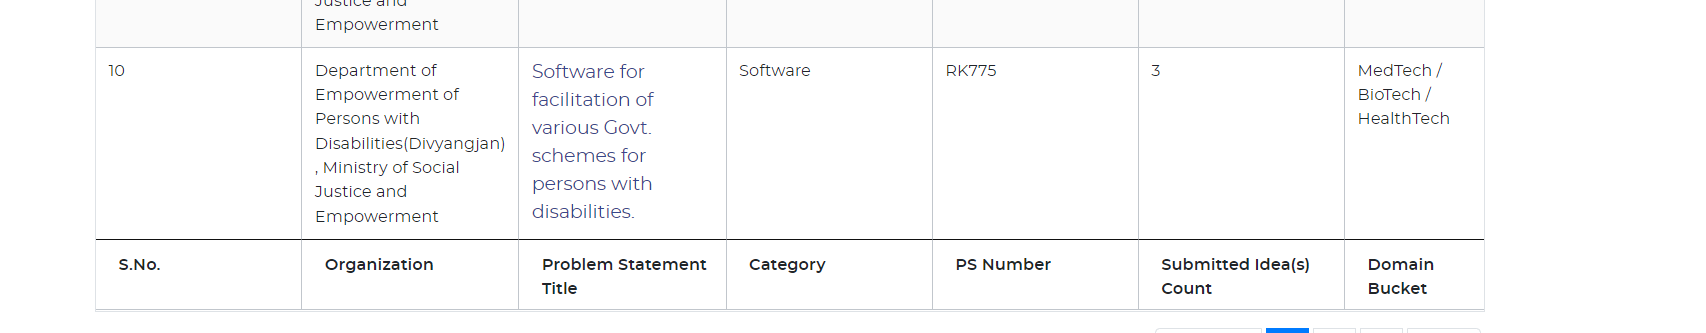 Justice and
Empowerment
10
Department of
Empowerment of
Persons with
Disabilities(Divyangjan)
, Ministry of Social
Justice and
Empowerment
Software for
facilitation of
various Govt.
schemes for
persons with
disabilities.
Software
RK775
3
MedTech /
BioTech /
HealthTech
S.No.
Organization
Problem Statement
Title
Category
PS Number
Submitted Idea(s)
Count
Domain
Bucket